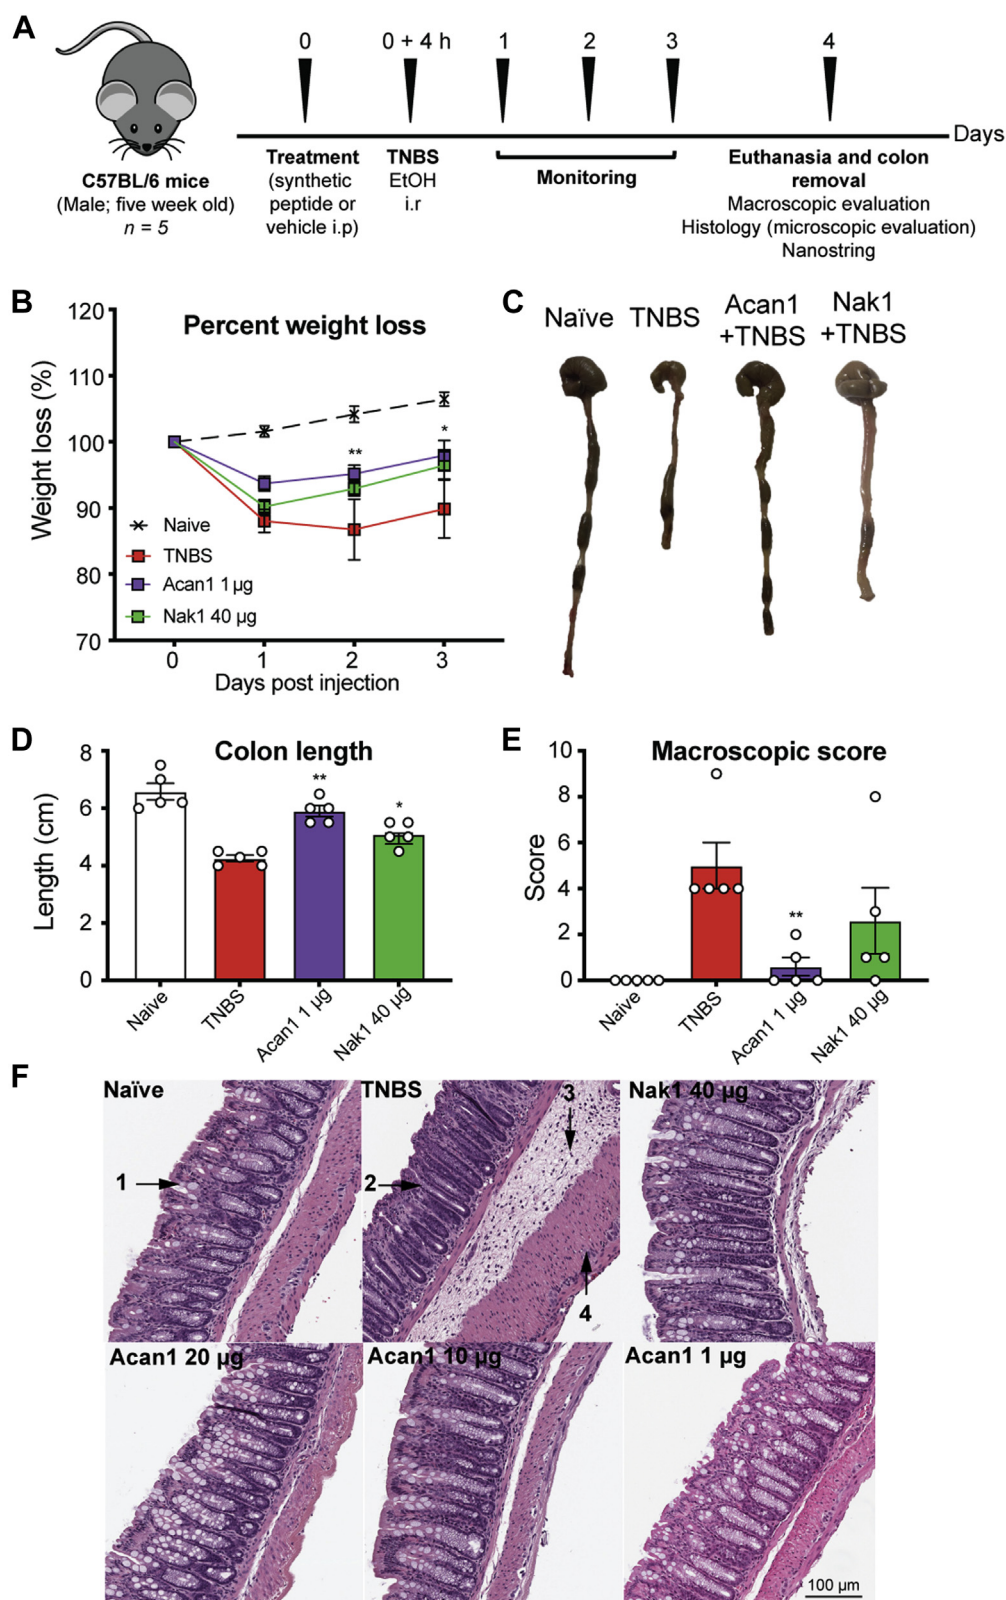 A
0
0 + 4 h
1
2
3
4
Days
C57BL/6 mice
(Male; five week old)
n = 5
Treatment
(synthetic
peptide or
vehicle i.p)
TNBS
EtOH
i.r
Monitoring
Euthanasia and colon
removal
Macroscopic evaluation
Histology (microscopic evaluation)
Nanostring
B
Percent weight loss
Weight loss (%)
120
110
100
90
80
70
**
*
Naive
TNBS
Acan1 1 µg
Nak1 40 µg
0
1
2
3
Days post injection
C
Naïve
TNBS
Acan1
+TNBS
Nak1
+TNBS
D
Colon length
Length (cm)
8
6
4
2
0
**
*
Naive
TNBS
Acan1 1 µg
Nak1 40 µg
E
Macroscopic score
Score
10
8
6
4
2
0
**
Naive
TNBS
Acan1 1 µg
Nak1 40 µg
F
Naïve
1
TNBS
2
3
4
Nak1 40 µg
Acan1 20 µg
Acan1 10 µg
Acan1 1 µg
100 µm